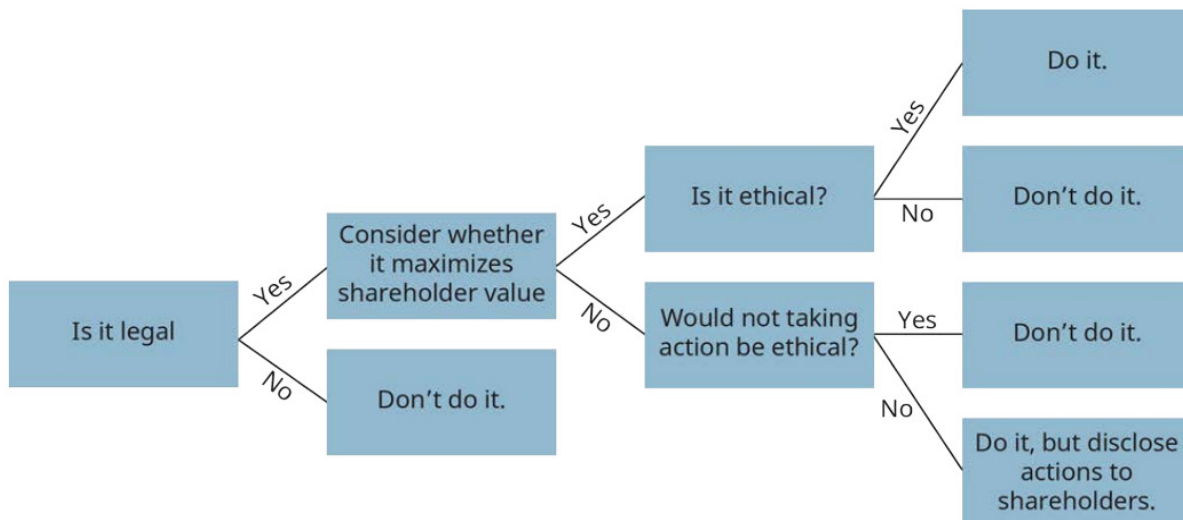 Is it legal
Yes
No
Consider whether
it maximizes
shareholder value
Don’t do it.
Yes
No
Is it ethical?
Would not taking
action be ethical?
Yes
No
Yes
No
Do it.
Don’t do it.
Don’t do it.
Do it, but disclose
actions to
shareholders.